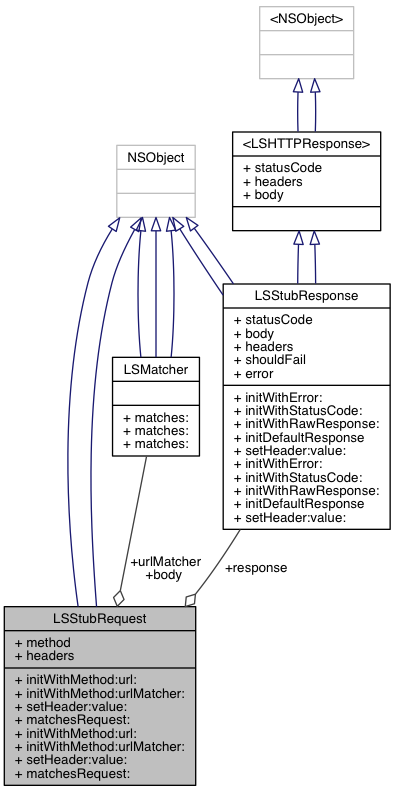 <NSObject>
<LSHTTPResponse>
+ statusCode
+ headers
+ body
NSObject
LSStubResponse
+ statusCode
+ body
+ headers
+ shouldFail
+ error
+ initWithError:
+ initWithStatusCode:
+ initWithRawResponse:
+ initDefaultResponse
+ setHeader:value:
+ initWithError:
+ initWithStatusCode:
+ initWithRawResponse:
+ initDefaultResponse
+ setHeader:value:
LSMatcher
+ matches:
+ matches:
+ matches:
+urlMatcher
+body
+response
LSStubRequest
+ method
+ headers
+ initWithMethod:url:
+ initWithMethod:urlMatcher:
+ setHeader:value:
+ matchesRequest:
+ initWithMethod:url:
+ initWithMethod:urlMatcher:
+ setHeader:value:
+ matchesRequest: